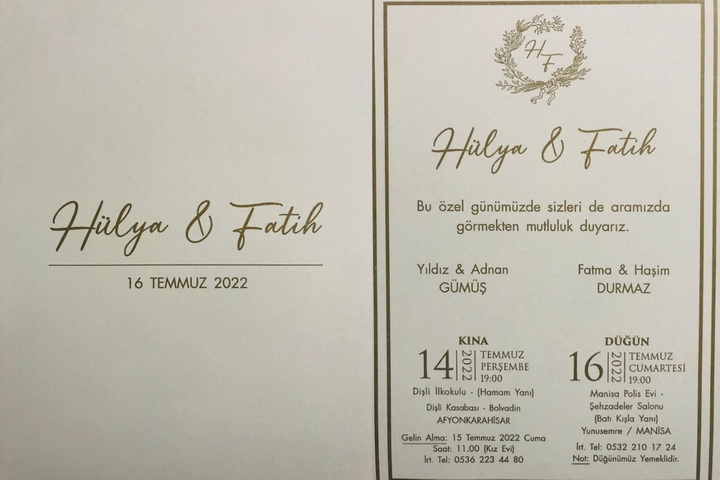 Hülya & Fatih
16 TEMMUZ 2022
H F
Hülya & Fatih
Bu özel günümüzde sizleri de aramızda
görmekten mutluluk duyarız.
Yıldız & Adnan
GÜMÜŞ
Fatma & Haşim
DURMAZ
KINA
14 2022 TEMMUZ
PERŞEMBE
19:00
Dişli İlkokulu - (Hamam Yanı)
Dişli Kasabası - Bolvadin
AFYONKARAHİSAR
Gelin Alma: 15 Temmuz 2022 Cuma
Saat: 11.00 (Kız Evi)
İrt. Tel: 0536 223 44 80
DÜĞÜN
16 2022 TEMMUZ
CUMARTESİ
19:00
Manisa Polis Evi -
Şehzadeler Salonu
(Batı Kışla Yanı)
Yunusemre / MANİSA
İrt. Tel: 0532 210 17 24
Not: Düğünümüz Yemeklidir.